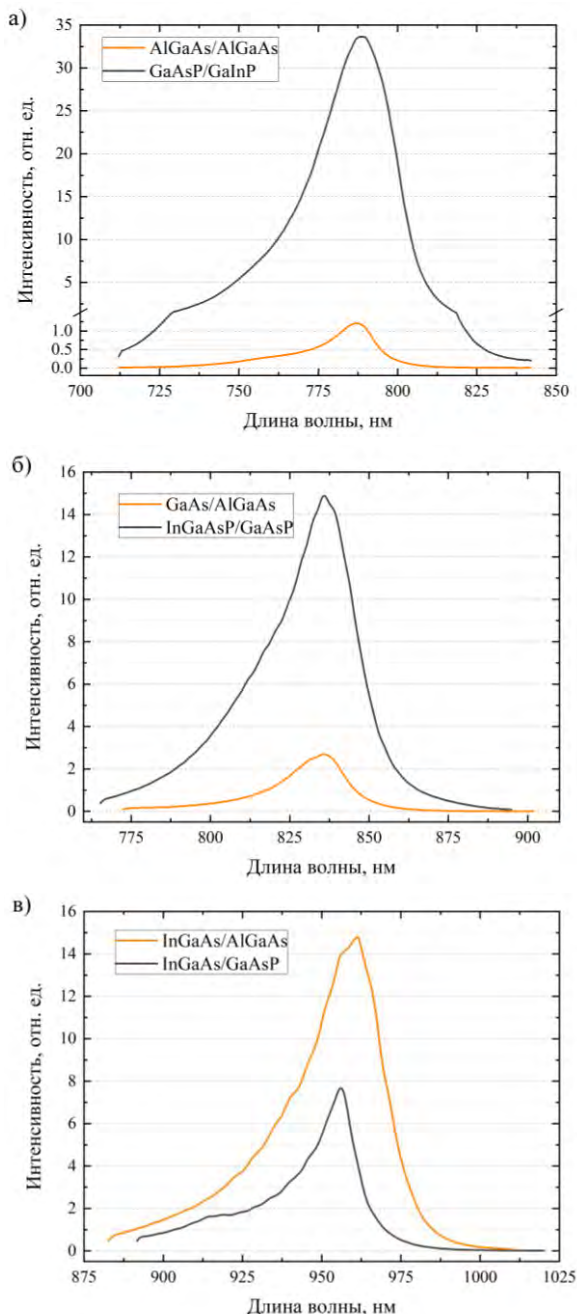 а)
AlGaAs/AlGaAs
GaAsP/GaInP
Интенсивность, отн. ед.
35
30
25
20
15
10
5
1.0
0.5
0.0
700 725 750 775 800 825 850
Длина волны, нм
б)
GaAs/AlGaAs
InGaAsP/GaAsP
Интенсивность, отн. ед.
16
14
12
10
8
6
4
2
0
775 800 825 850 875 900
Длина волны, нм
в)
InGaAs/AlGaAs
InGaAs/GaAsP
Интенсивность, отн. ед.
16
14
12
10
8
6
4
2
0
875 900 925 950 975 1000 1025
Длина волны, нм